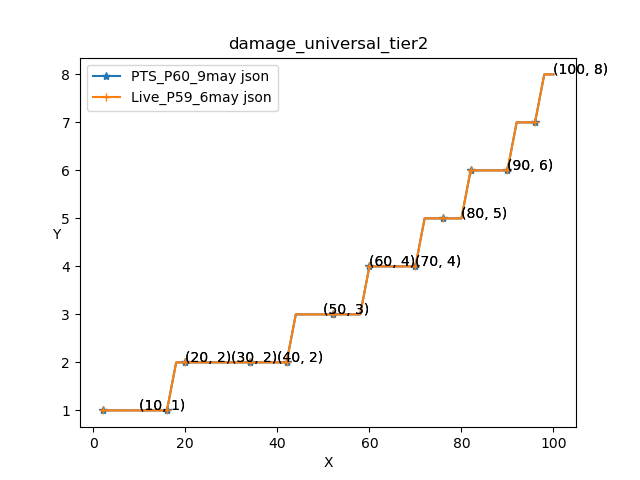 damage_universal_tier2
PTS_P60_9may json
Live_P59_6may json
(100, 8)
8
7
(90, 6)
6
(80, 5)
5
Y
(60, 4)(70, 4)
4
(50, 3)
3
(20, 2)(30, 2)(40, 2)
2
(10, 1)
1
0 20 40 60 80 100
X